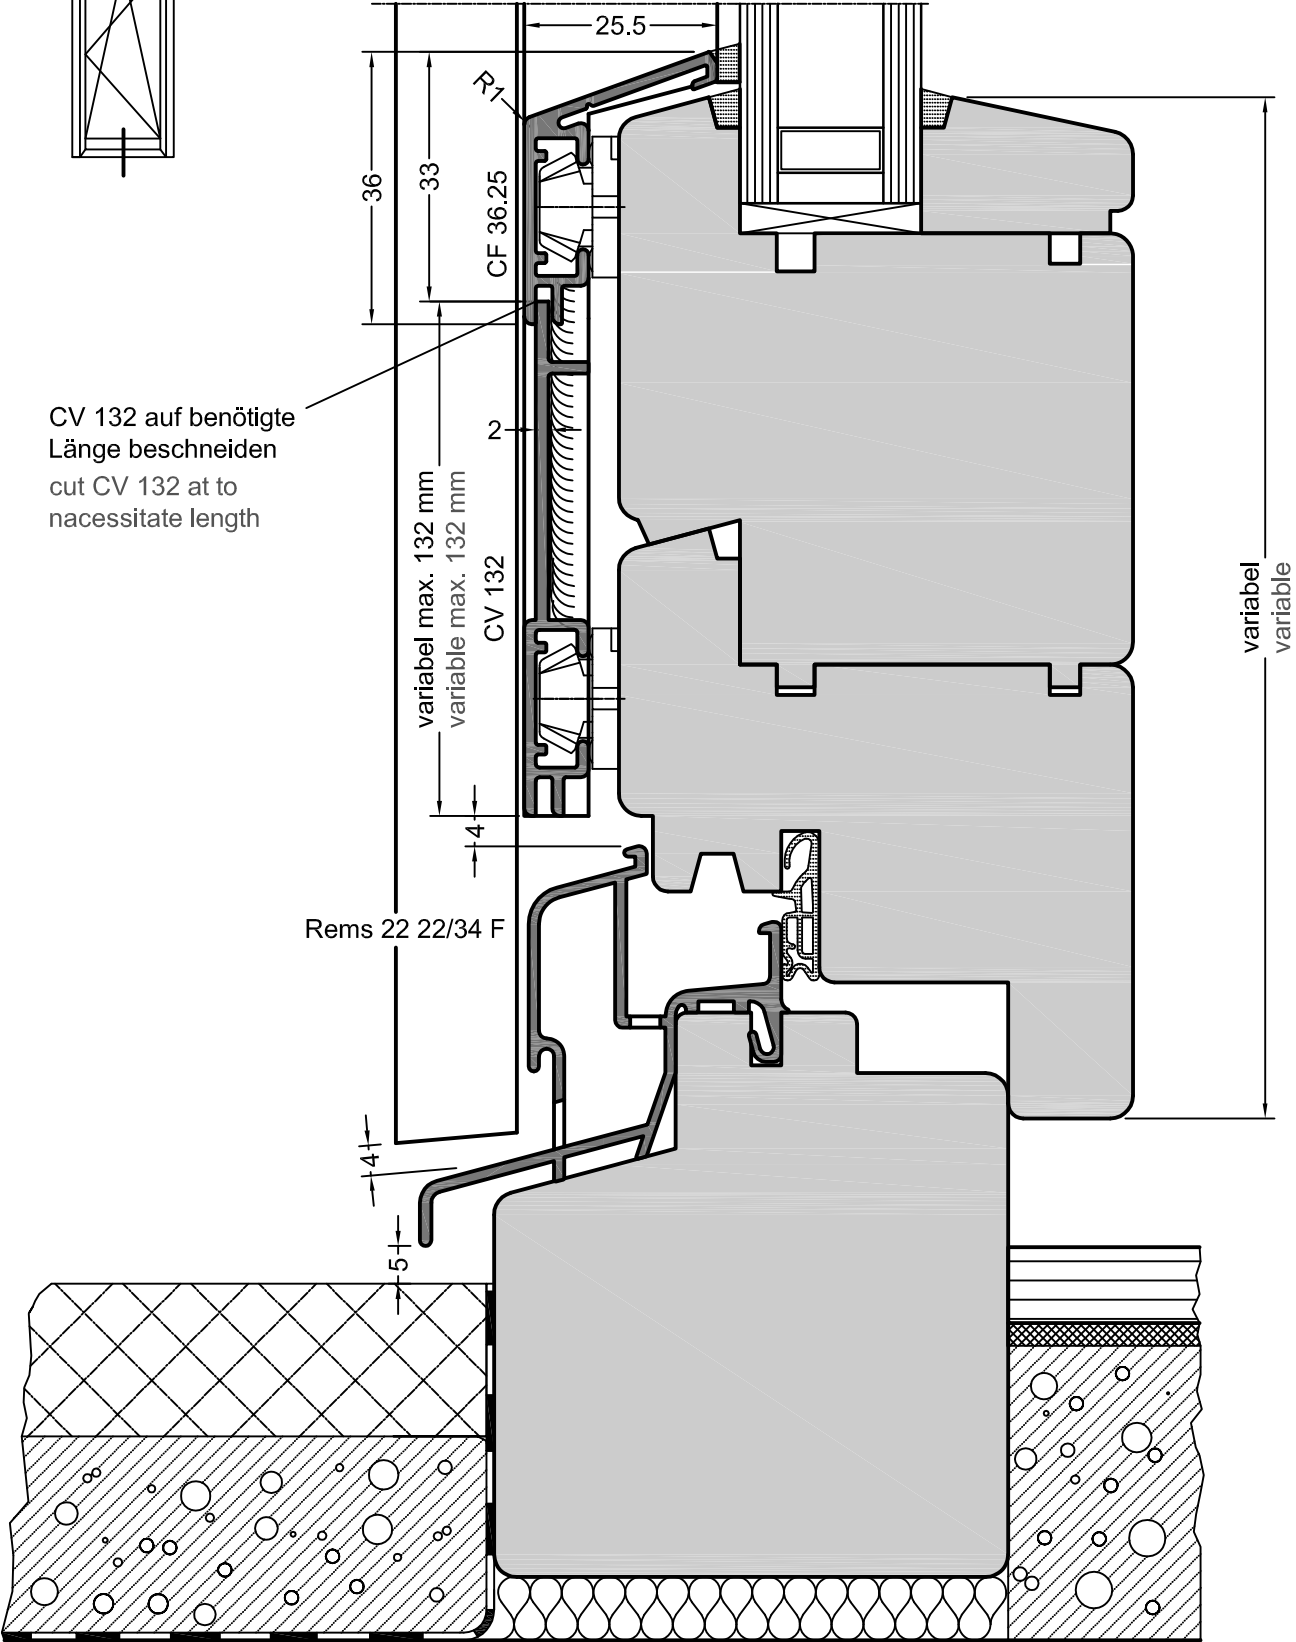 25.5
R1
36
33
CF 36.25
CV 132 auf benötigte
Länge beschneiden
cut CV 132 at to
nacessitate length
2
variabel max. 132 mm
variable max. 132 mm
CV 132
variabel
variable
4
Rems 22 22/34 F
4
5